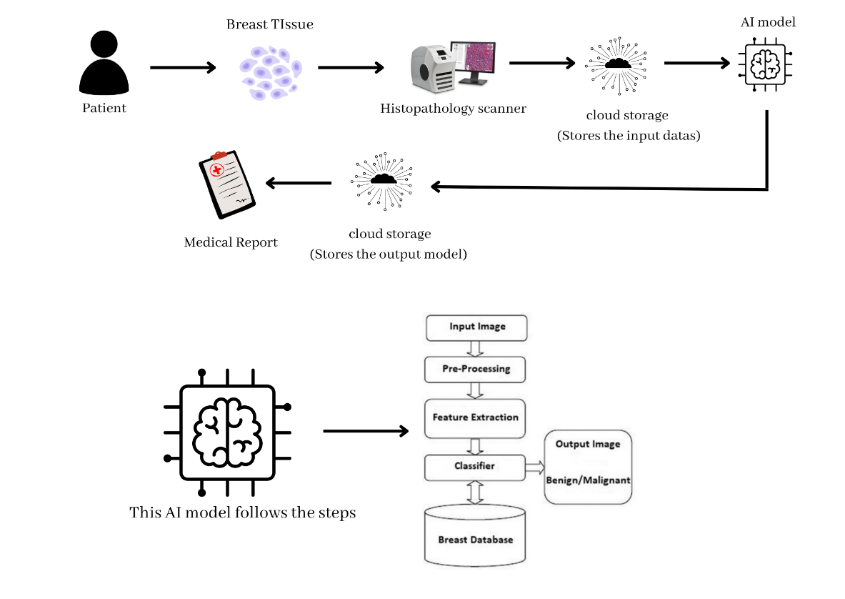 Breast TIssue
AI model
Patient
Histopathology scanner
cloud storage
(Stores the input datas)
Medical Report
cloud storage
(Stores the output model)
Input Image
Pre-Processing
Feature Extraction
Classifier
Output Image
Benign/Malignant
Breast Database
This AI model follows the steps